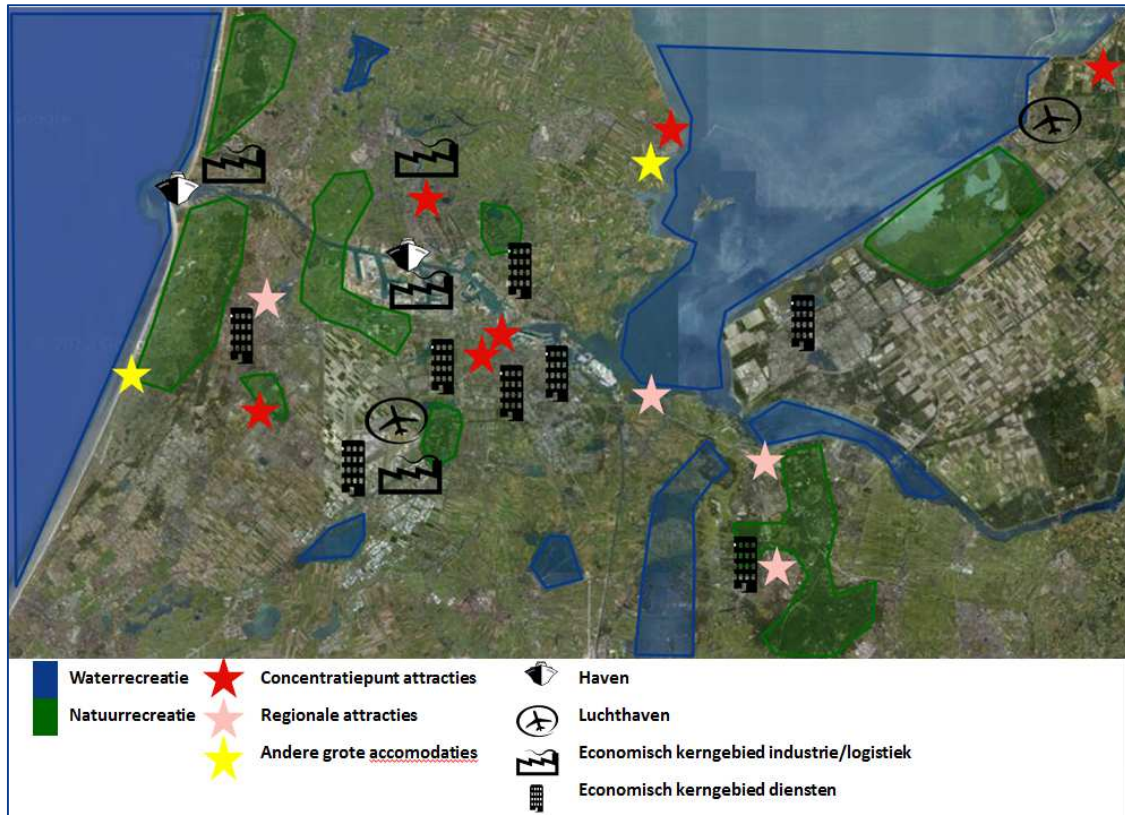 Waterrecreatie
Natuurrecreatie
Concentratiepunt attracties
Regionale attracties
Andere grote accomodaties
Haven
Luchthaven
Economisch kerngebied industrie/logistiek
Economisch kerngebied diensten